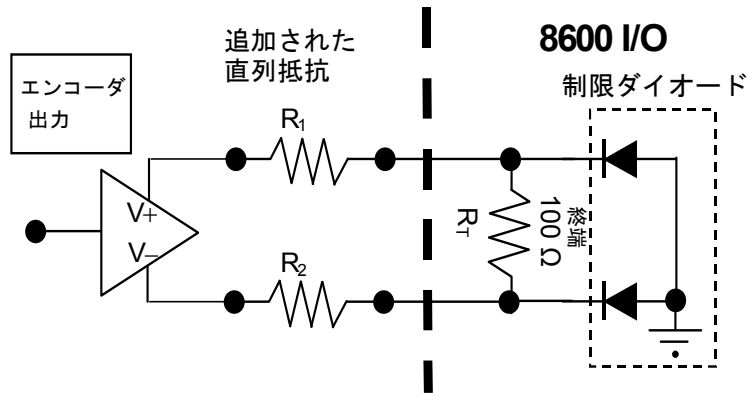 追加された
直列抵抗
8600 I/O
制限ダイオード
エンコーダ
出力
R1
V+
V−
R2
終端
100 Ω
RT